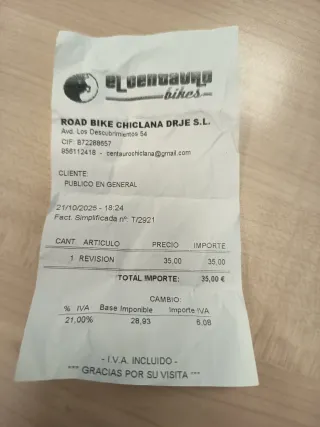 el centauro
bikes
ROAD BIKE CHICLANA DRJE S.L.
Avd. Los Descubrimientos 54
CIF: B72288657
956112418 - centaurochiclana@gmail.com
CLIENTE:
PUBLICO EN GENERAL
21/10/2025 - 18:24
Fact. Simplificada nº: T/2921
CANT. ARTICULO PRECIO IMPORTE
1 REVISION 35,00 35,00
TOTAL IMPORTE: 35,00 €
CAMBIO:
% IVA Base Imponible Importe IVA
21,00% 28,93 6,08
- I.V.A. INCLUIDO -
*** GRACIAS POR SU VISITA ***